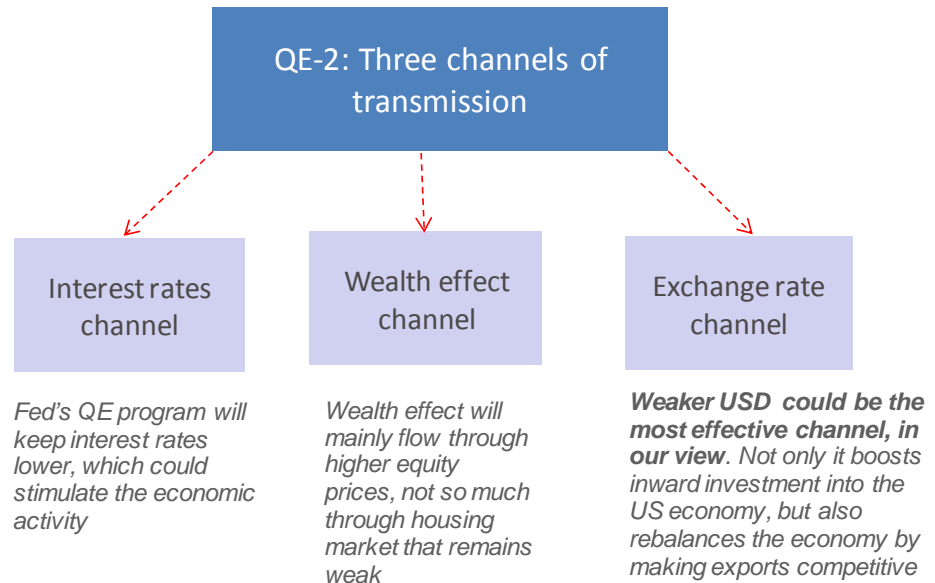 QE-2: Three channels of
transmission
Interest rates
channel
Wealth effect
channel
Exchange rate
channel
Fed's QE program will
keep interest rates
lower, which could
stimulate the economic
activity
Wealth effect will
mainly flow through
higher equity
prices, not so much
through housing
market that remains
weak
Weaker USD could be the
most effective channel, in
our view. Not only it boosts
inward investment into the
US economy, but also
rebalances the economy by
making exports competitive